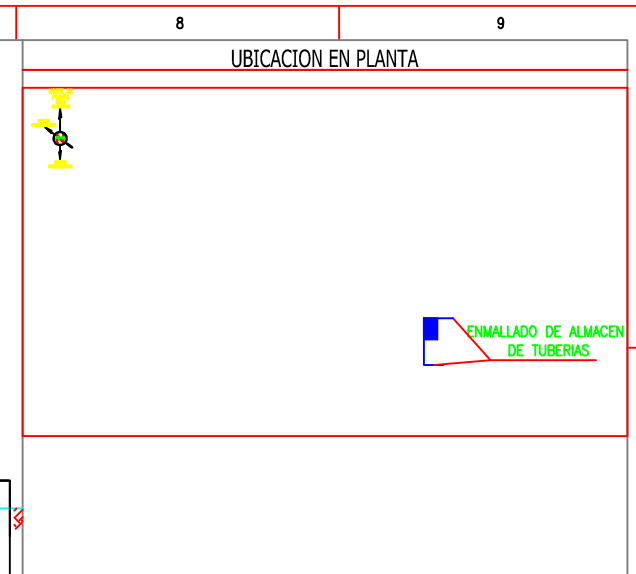 8
9
UBICACION EN PLANTA
ENMALLADO DE ALMACEN
DE TUBERIAS